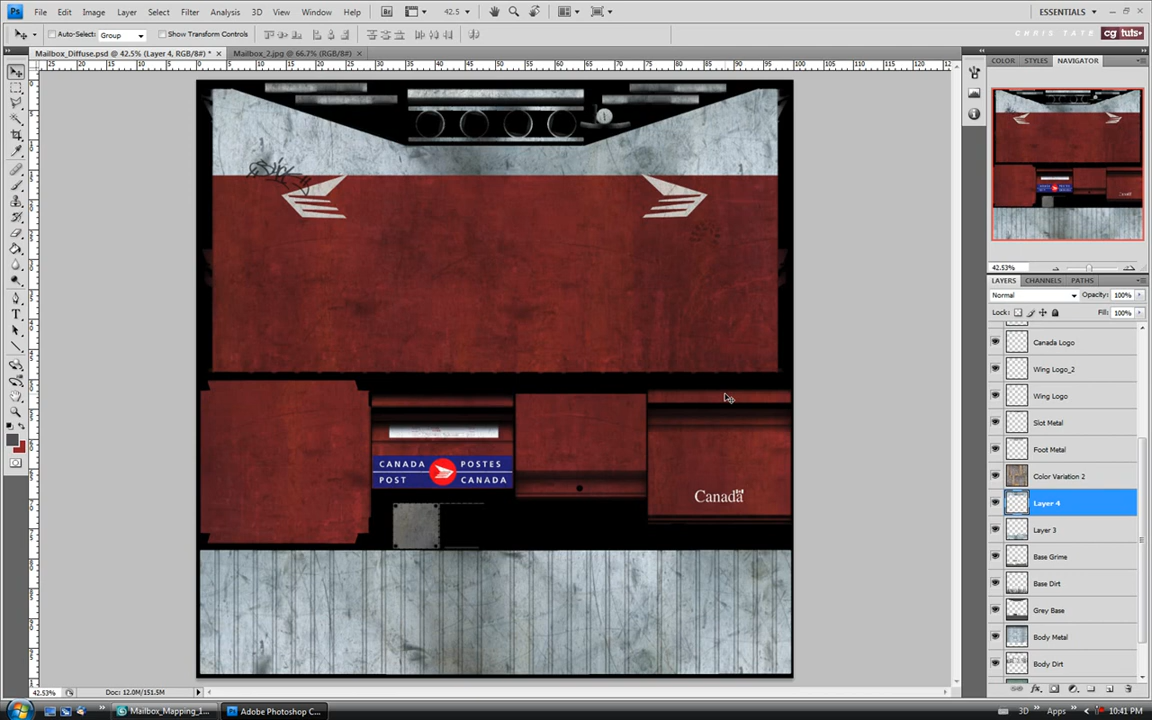 File Edit Image Layer Select Filter Analysis 3D View Window Help 42.5 ESSENTIALS
Auto-Select: Group Show Transform Controls CHRIS TATE cg tuts+
Mailbox_Diffuse.psd @ 42.5% (Layer 4, RGB/8#) * Mailbox_2.jpg @ 66.7% (RGB/8#)
COLOR STYLES NAVIGATOR
42.53%
LAYERS CHANNELS PATHS
Normal Opacity: 100%
Lock: Fill: 100%
Canada Logo
Wing Logo_2
Wing Logo
Slot Metal
Foot Metal
Color Variation 2
Layer 4
Layer 3
Base Grime
Base Dirt
Grey Base
Body Metal
Body Dirt
CANADA POSTES
POST CANADA
Canada
42.53% Doc: 12.0M/151.5M
Mailbox_Mapping_1... Adobe Photoshop C... 3D Apps 10:41 PM